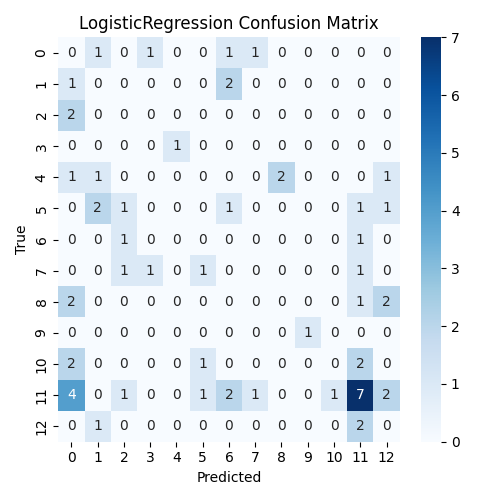 LogisticRegression Confusion Matrix
7
0 0 1 0 1 0 0 1 1 0 0 0 0 0
1 1 0 0 0 0 0 2 0 0 0 0 0 0
6
2 2 0 0 0 0 0 0 0 0 0 0 0 0
3 0 0 0 0 1 0 0 0 0 0 0 0 0
5
4 1 1 0 0 0 0 0 0 2 0 0 0 1
5 0 2 1 0 0 0 1 0 0 0 0 1 1
4
True
6 0 0 1 0 0 0 0 0 0 0 0 1 0
3
7 0 0 1 1 0 1 0 0 0 0 0 1 0
8 2 0 0 0 0 0 0 0 0 0 0 1 2
2
9 0 0 0 0 0 0 0 0 0 1 0 0 0
10 2 0 0 0 0 1 0 0 0 0 0 2 0
1
11 4 0 1 0 0 1 2 1 0 0 1 7 2
12 0 1 0 0 0 0 0 0 0 0 0 2 0
0
0 1 2 3 4 5 6 7 8 9 10 11 12
Predicted